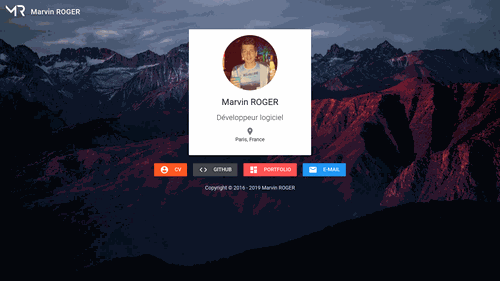 MR Marvin ROGER
Marvin ROGER
Développeur logiciel
Paris, France
CV GITHUB PORTFOLIO E-MAIL
Copyright © 2016 - 2019 Marvin ROGER